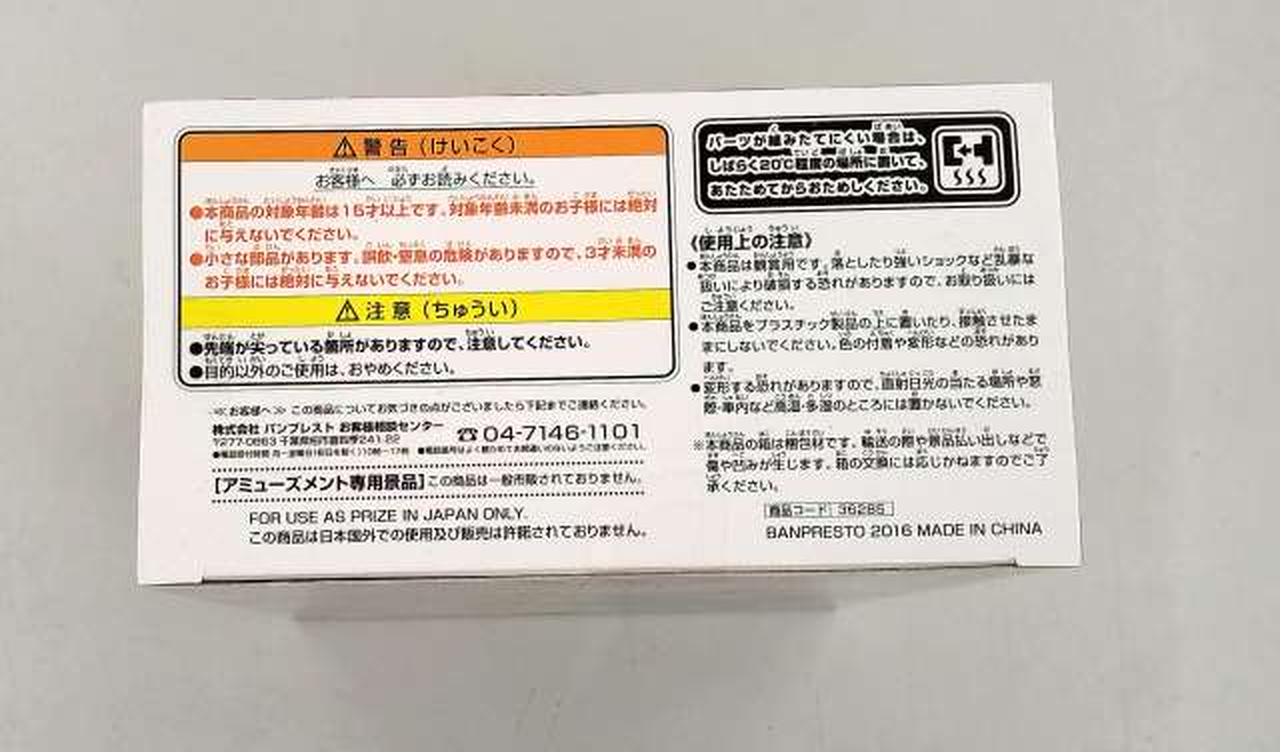 警告（けいこく）
お客様へ 必ずお読みください。
●本商品の対象年齢は15才以上です。対象年齢未満のお子様には絶対
に与えないでください。
●小さな部品があります。誤飲・窒息の危険がありますので、3才未満の
お子様には絶対に与えないでください。
注意（ちゅうい）
●先端が尖っている箇所がありますので、注意してください。
●目的以外のご使用は、おやめください。
≪お客様へ≫ この商品についてお気づきの点がございましたら下記までご連絡ください。
株式会社 バンプレスト お客様相談センター
☎04-7146-1101
[アミューズメント専用景品]この商品は一般市販されておりません。
FOR USE AS PRIZE IN JAPAN ONLY.
この商品は日本国外での使用及び販売は許諾されておりません。
パーツが組みたてにくい場合は、
しばらく20℃程度の場所に置いて、
あたためてからおためしください。
《使用上の注意》
●本商品は観賞用です。落としたり強いショックなど乱暴な
扱いにより破損する恐れがありますので、お取り扱いには
ご注意ください。
●本商品をプラスチック製品の上に置いたり、接触させたま
まにしないでください。色の付着や変形などの恐れがあり
ます。
●変形する恐れがありますので、直射日光の当たる場所や窓
際・車内など高温・多湿のところには置かないでください。
※本商品の箱は梱包材です。輸送の際や景品払い出しなどで
傷や凹みが生じます。箱の交換には応じかねますのでご了
承ください。
商品コード: 36285
BANPRESTO 2016 MADE IN CHINA